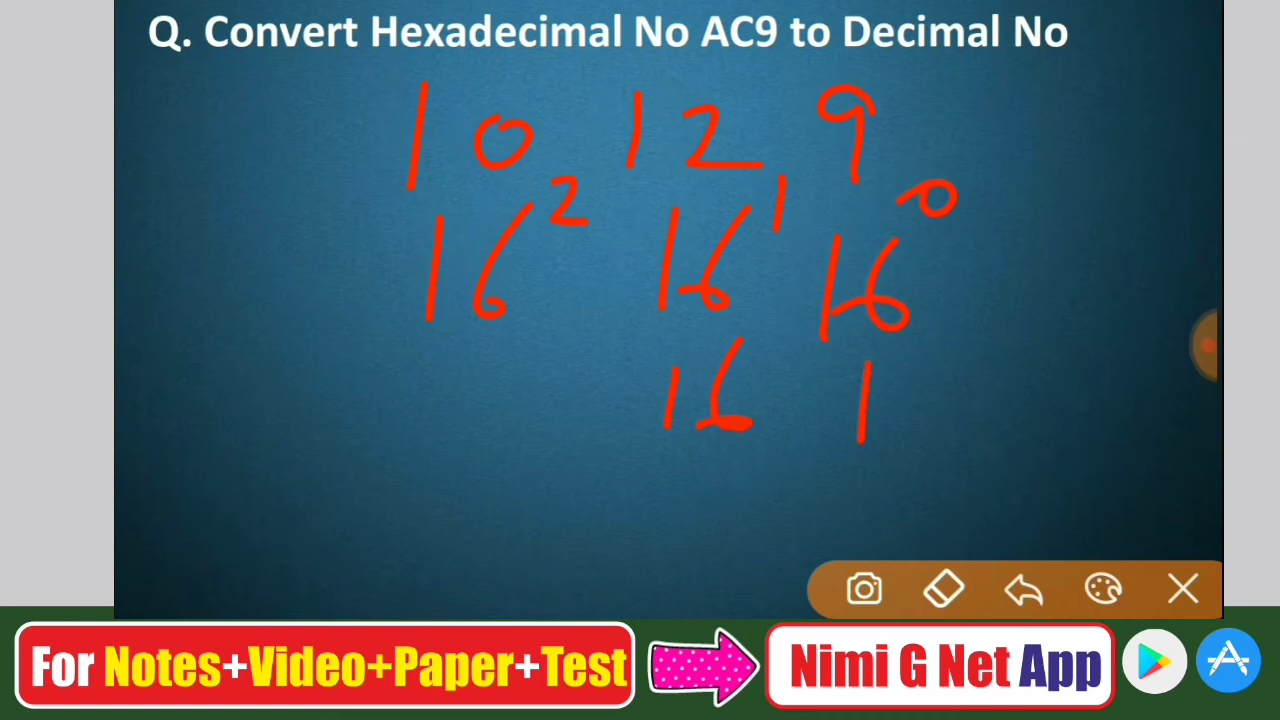 Q. Convert Hexadecimal No AC9 to Decimal No
10 12 9
16² 16¹ 16⁰
16 1
For Notes+Video+Paper+Test Nimi G Net App